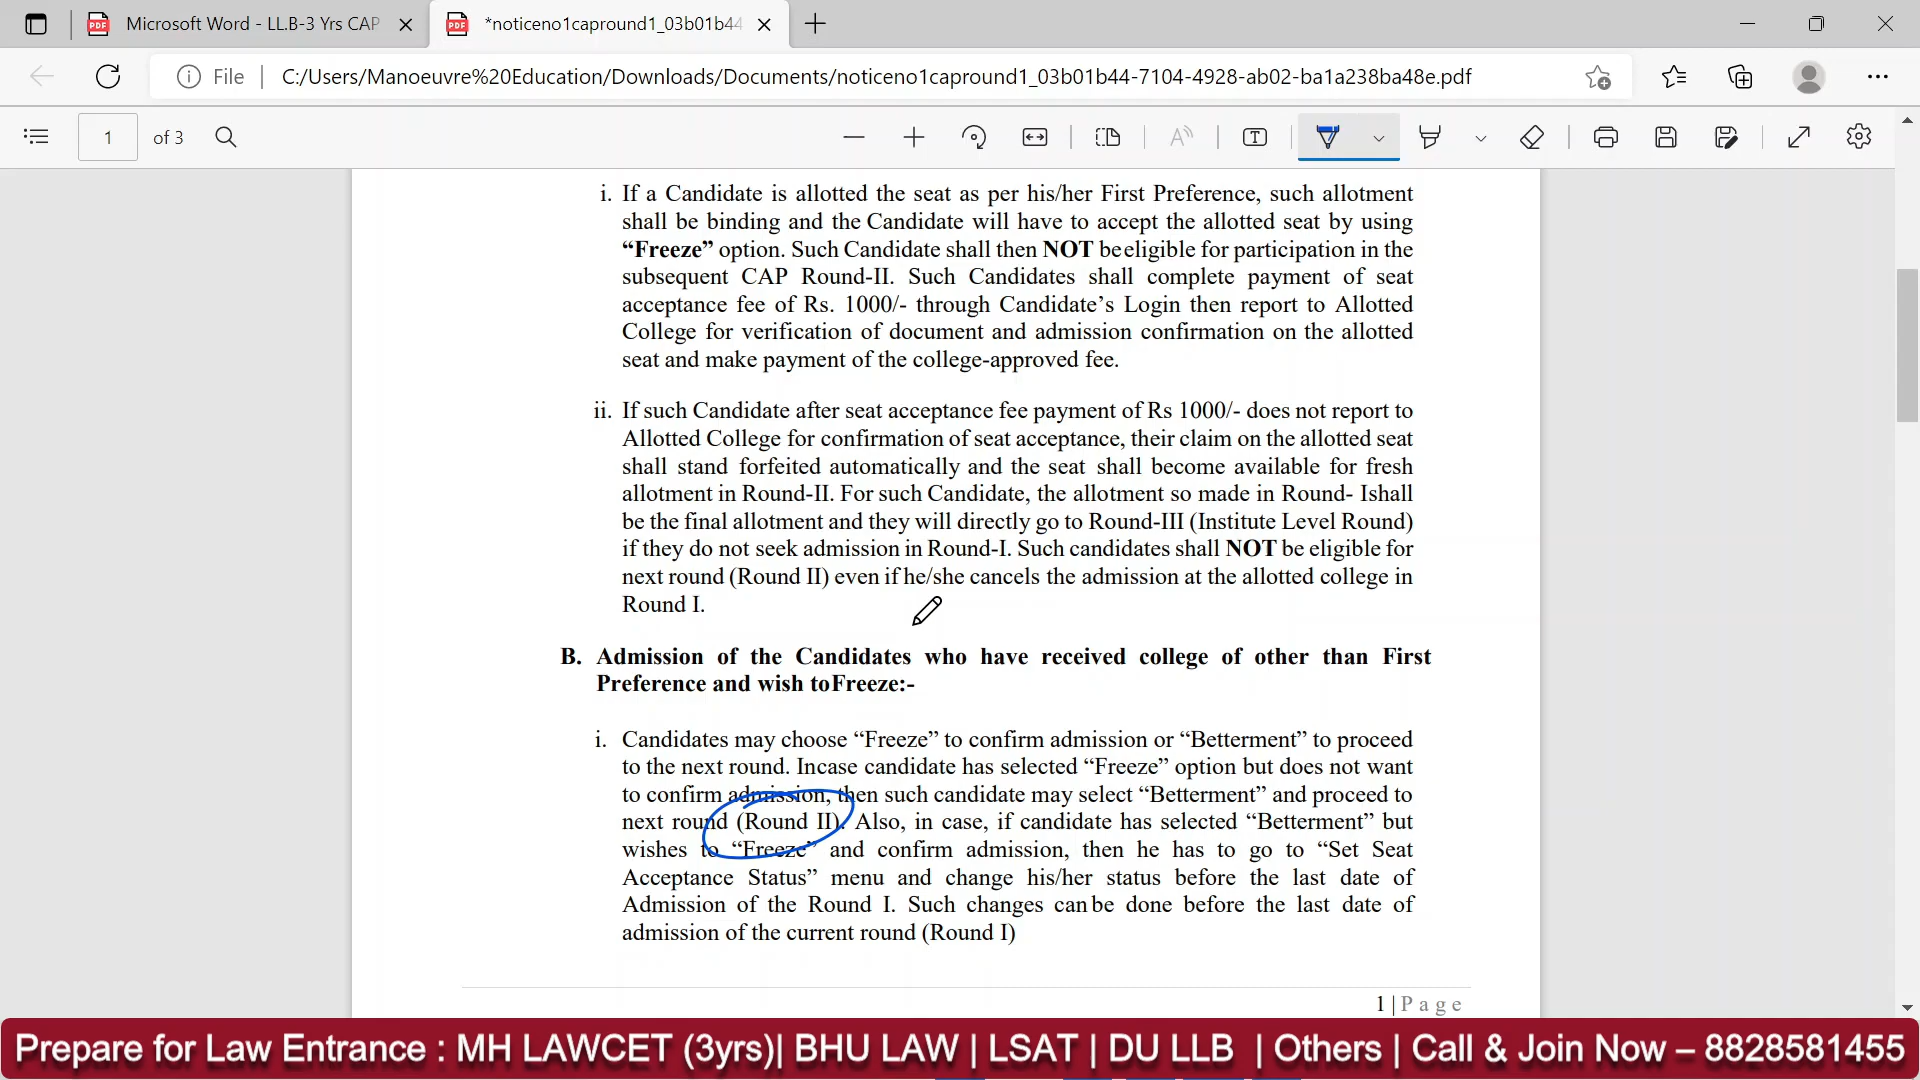 Microsoft Word - LL.B-3 Yrs CAP
*noticeno1capround1_03b01b44
File
C:/Users/Manoeuvre%20Education/Downloads/Documents/noticeno1capround1_03b01b44-7104-4928-ab02-ba1a238ba48e.pdf
1 of 3
i. If a Candidate is allotted the seat as per his/her First Preference, such allotment
shall be binding and the Candidate will have to accept the allotted seat by using
“Freeze” option. Such Candidate shall then NOT beeligible for participation in the
subsequent CAP Round-II. Such Candidates shall complete payment of seat
acceptance fee of Rs. 1000/- through Candidate’s Login then report to Allotted
College for verification of document and admission confirmation on the allotted
seat and make payment of the college-approved fee.
ii. If such Candidate after seat acceptance fee payment of Rs 1000/- does not report to
Allotted College for confirmation of seat acceptance, their claim on the allotted seat
shall stand forfeited automatically and the seat shall become available for fresh
allotment in Round-II. For such Candidate, the allotment so made in Round- Ishall
be the final allotment and they will directly go to Round-III (Institute Level Round)
if they do not seek admission in Round-I. Such candidates shall NOT be eligible for
next round (Round II) even if he/she cancels the admission at the allotted college in
Round I.
B. Admission of the Candidates who have received college of other than First
Preference and wish toFreeze:-
i. Candidates may choose “Freeze” to confirm admission or “Betterment” to proceed
to the next round. Incase candidate has selected “Freeze” option but does not want
to confirm admission, then such candidate may select “Betterment” and proceed to
next round (Round II). Also, in case, if candidate has selected “Betterment” but
wishes to “Freeze” and confirm admission, then he has to go to “Set Seat
Acceptance Status” menu and change his/her status before the last date of
Admission of the Round I. Such changes canbe done before the last date of
admission of the current round (Round I)
1 | P a g e
Prepare for Law Entrance : MH LAWCET (3yrs)| BHU LAW | LSAT | DU LLB | Others | Call & Join Now – 8828581455